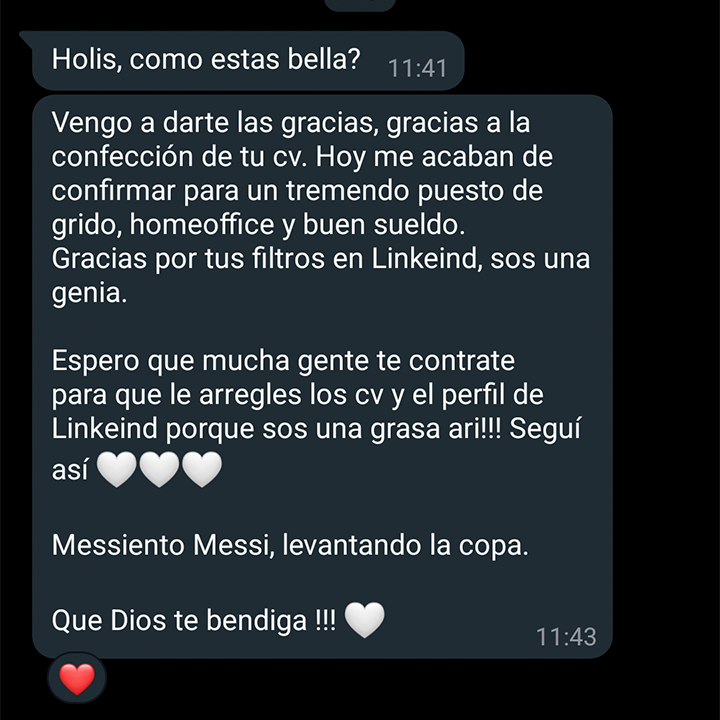 Holis, como estas bella?
11:41
Vengo a darte las gracias, gracias a la
confección de tu cv. Hoy me acaban de
confirmar para un tremendo puesto de
grido, homeoffice y buen sueldo.
Gracias por tus filtros en Linkeind, sos una
genia.
Espero que mucha gente te contrate
para que le arregles los cv y el perfil de
Linkeind porque sos una grasa ari!!! Seguí
así 🤍🤍🤍
Messiento Messi, levantando la copa.
Que Dios te bendiga !!! 🤍
11:43